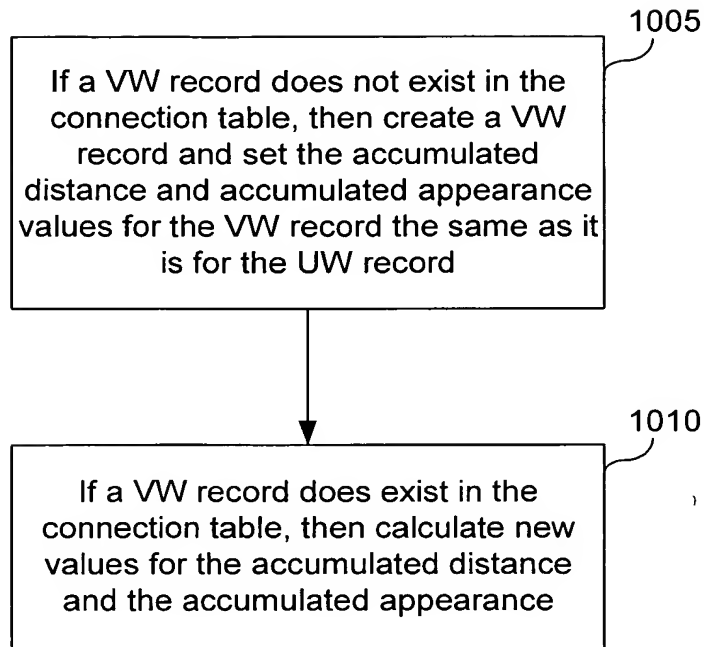 1005
If a VW record does not exist in the
connection table, then create a VW
record and set the accumulated
distance and accumulated appearance
values for the VW record the same as it
is for the UW record
1010
If a VW record does exist in the
connection table, then calculate new
values for the accumulated distance
and the accumulated appearance